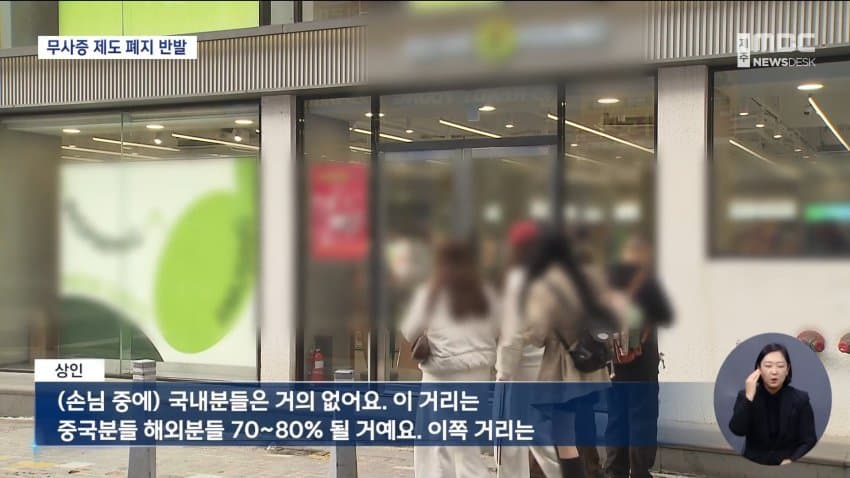 무사증 제도 폐지 반발
제주 MBC
NEWSDESK
상인
(손님 중에) 국내분들은 거의 없어요. 이 거리는
중국분들 해외분들 70~80% 될 거예요. 이쪽 거리는